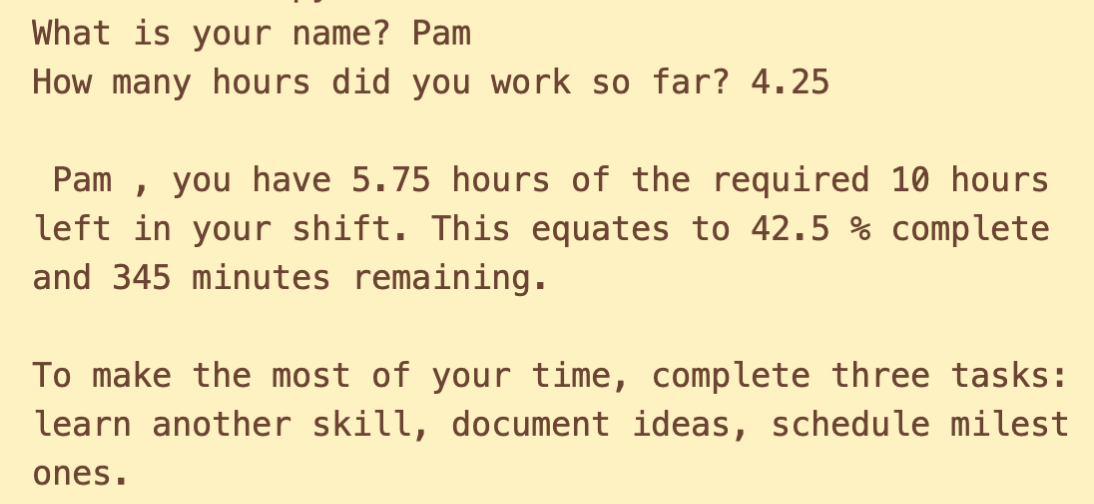 What is your name? Pam
How many hours did you work so far? 4.25
 Pam , you have 5.75 hours of the required 10 hours
left in your shift. This equates to 42.5 % complete
and 345 minutes remaining.
To make the most of your time, complete three tasks:
learn another skill, document ideas, schedule milest
ones.